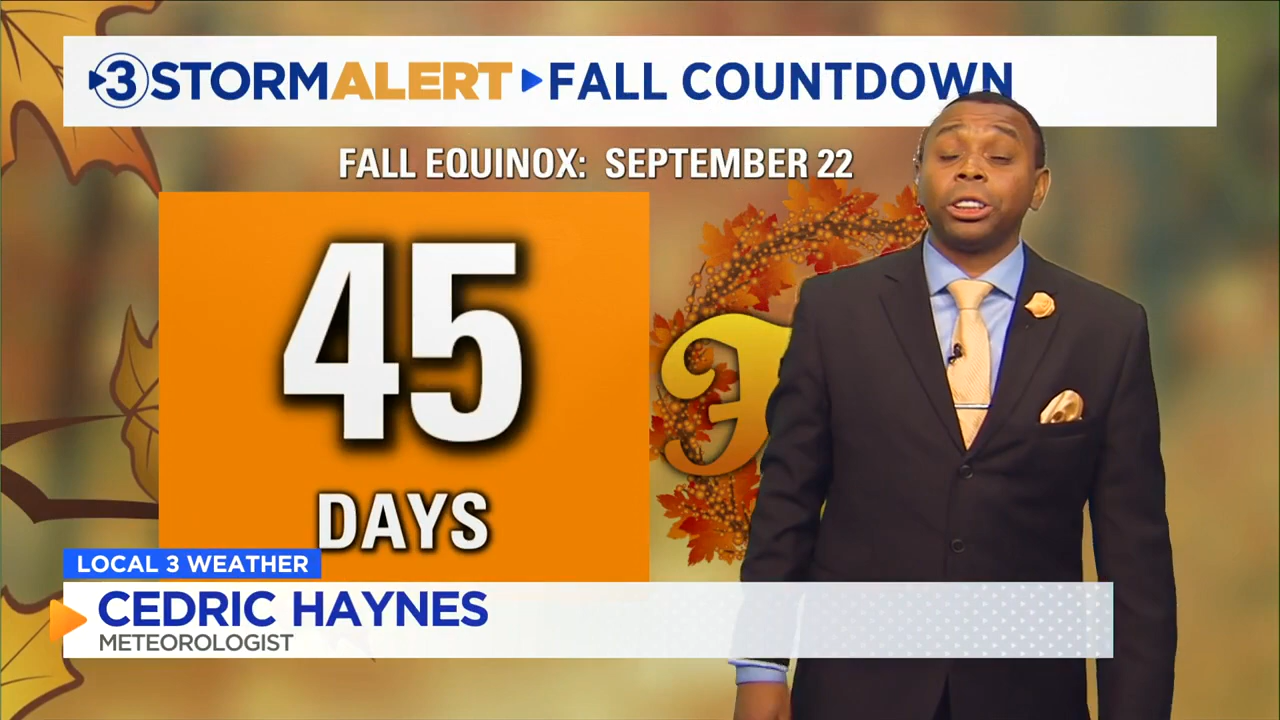 3 STORMALERT FALL COUNTDOWN
FALL EQUINOX: SEPTEMBER 22
45
DAYS
LOCAL 3 WEATHER
CEDRIC HAYNES
METEOROLOGIST